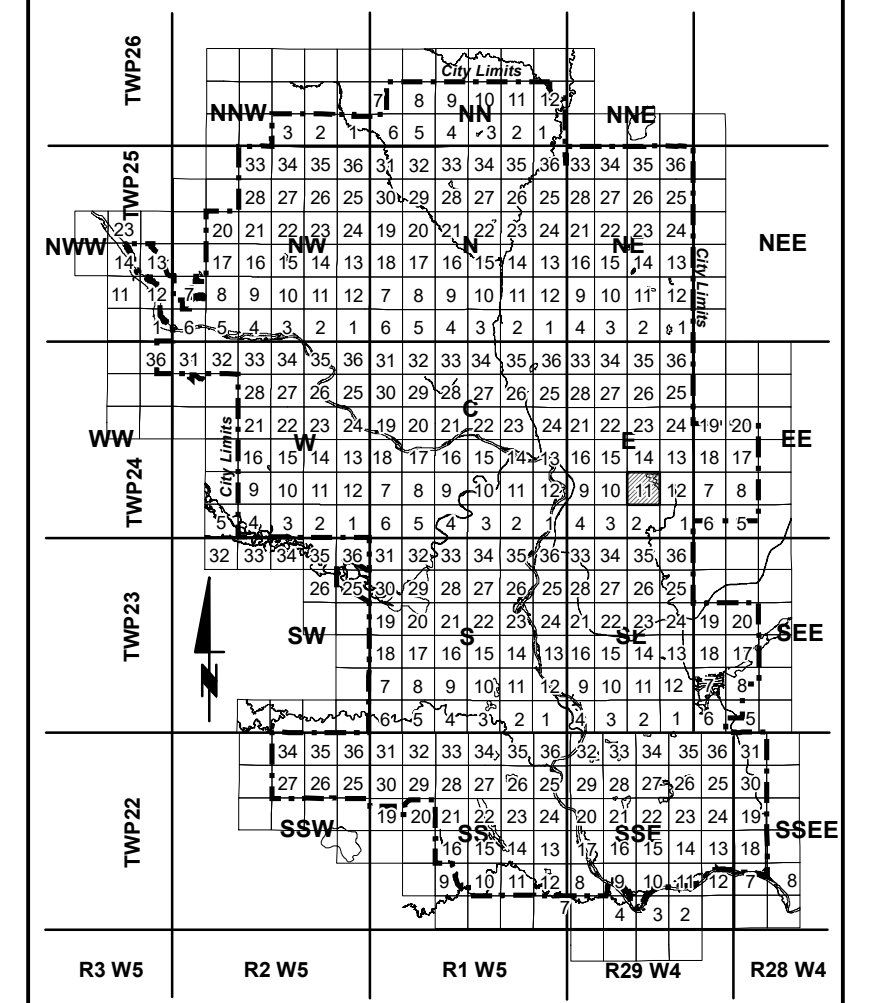 TWP26
City Limits
7 8 9 10 11 12
NNW NN NNE
3 2 1 6 5 4 3 2 1
TWP25
33 34 35 36 31 32 33 34 35 36 33 34 35 36
28 27 26 25 30 29 28 27 26 25 28 27 26 25
23 20 21 22 23 24 19 20 21 22 23 24 21 22 23 24
NWW NW N NE NEE
14 13 17 16 15 14 13 18 17 16 15 14 13 16 15 14 13
City Limits
11 12 7 8 9 10 11 12 7 8 9 10 11 12 9 10 11 12
1 6 5 4 3 2 1 6 5 4 3 2 1 4 3 2 1
36 31 32 33 34 35 36 31 32 33 34 35 36 33 34 35 36
28 27 26 25 30 29 28 27 26 25 28 27 26 25
C
21 22 23 24 19 20 21 22 23 24 21 22 23 24 19 20
WW W E EE
City Limits
16 15 14 13 18 17 16 15 14 13 16 15 14 13 18 17
TWP24
9 10 11 12 7 8 9 10 11 12 9 10 11 12 7 8
5 4 3 2 1 6 5 4 3 2 1 4 3 2 1 6 5
32 33 34 35 36 31 32 33 34 35 36 33 34 35 36
26 25 30 29 28 27 26 25 28 27 26 25
TWP23
19 20 21 22 23 24 21 22 23 24 19 20
SW S SE SEE
18 17 16 15 14 13 16 15 14 13 18 17
7 8 9 10 11 12 9 10 11 12 7 8
N
6 5 4 3 2 1 4 3 2 1 6 5
34 35 36 31 32 33 34 35 36 32 33 34 35 36 31
27 26 25 30 29 28 27 26 25 29 28 27 26 25 30
TWP22
19 20 21 22 23 24 20 21 22 23 24 19
SSW SS SSE SSEE
16 15 14 13 17 16 15 14 13 18
9 10 11 12 8 9 10 11 12 7 8
7 4 3 2
R3 W5 R2 W5 R1 W5 R29 W4 R28 W4